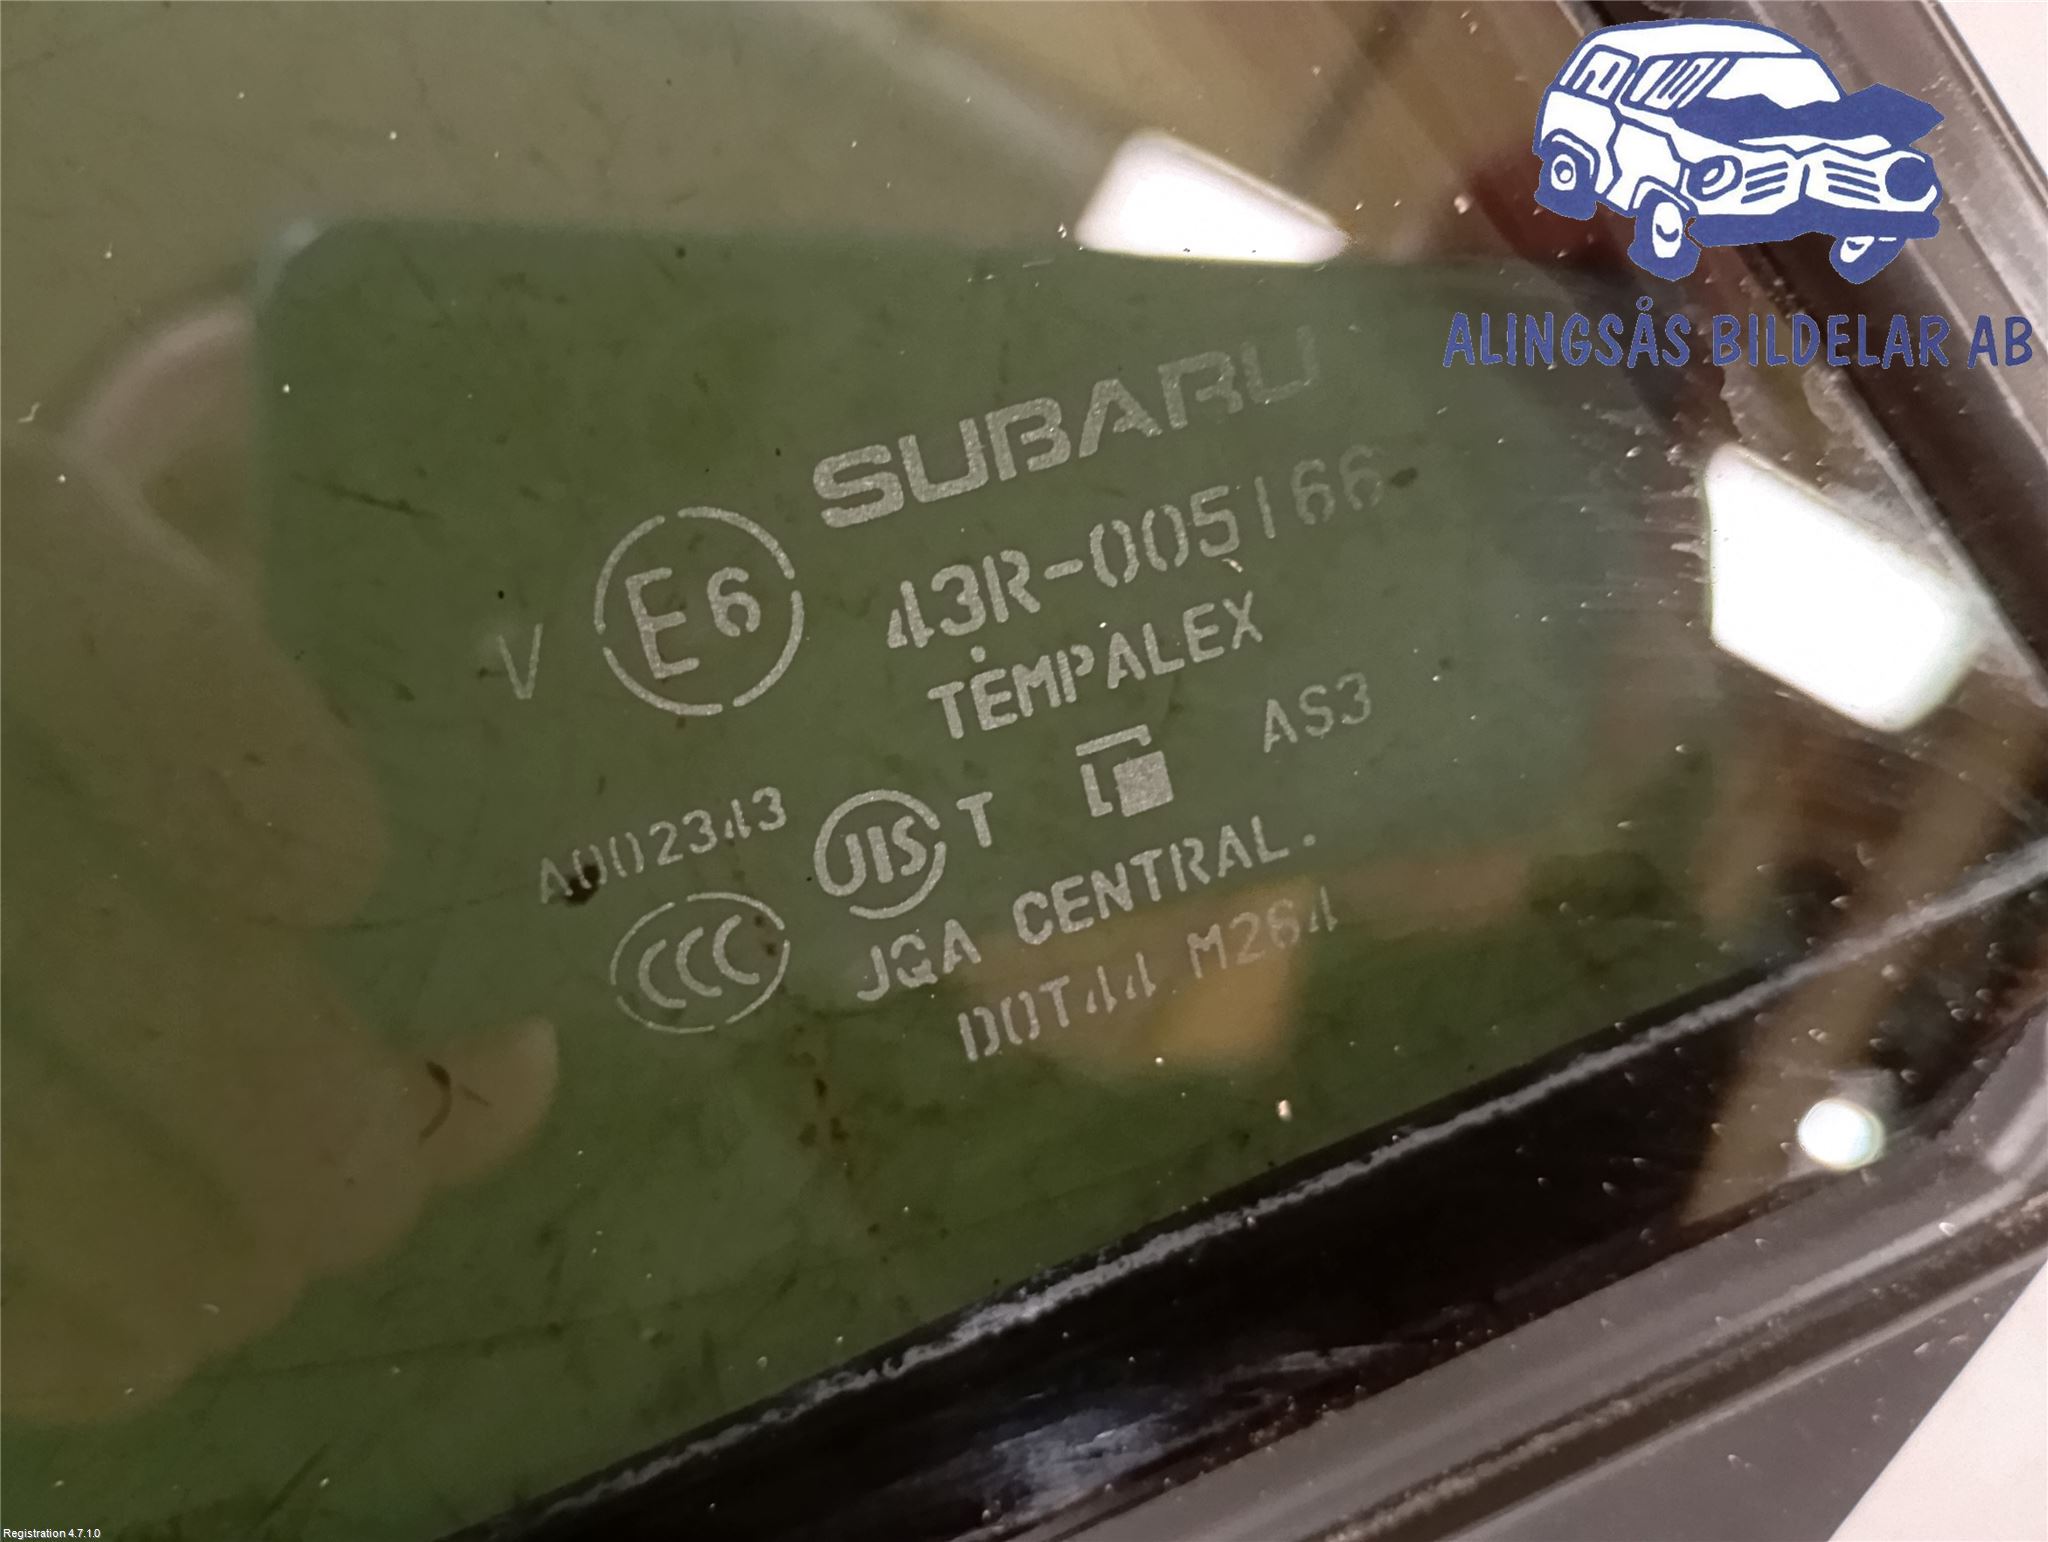 ALINGSÅS BILDELAR AB
SUBARU
V E6 43R-005166
TEMPALEX
A002343 JIS T AS3
CCC JQA CENTRAL.
DOT44 M264
Registration 4.7.1.0